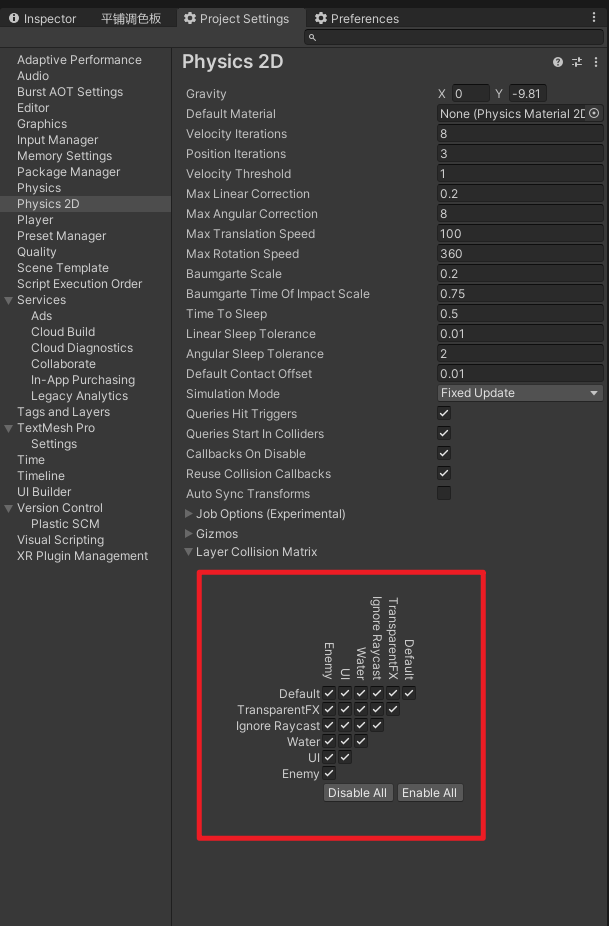 Inspector 平铺调色板 Project Settings Preferences
Physics 2D
Adaptive Performance
Audio
Burst AOT Settings
Editor
Graphics
Input Manager
Memory Settings
Package Manager
Physics
Physics 2D
Player
Preset Manager
Quality
Scene Template
Script Execution Order
Services
Ads
Cloud Build
Cloud Diagnostics
Collaborate
In-App Purchasing
Legacy Analytics
Tags and Layers
TextMesh Pro
Settings
Time
Timeline
UI Builder
Version Control
Plastic SCM
Visual Scripting
XR Plugin Management
Gravity X 0 Y -9.81
Default Material None (Physics Material 2D
Velocity Iterations 8
Position Iterations 3
Velocity Threshold 1
Max Linear Correction 0.2
Max Angular Correction 8
Max Translation Speed 100
Max Rotation Speed 360
Baumgarte Scale 0.2
Baumgarte Time Of Impact Scale 0.75
Time To Sleep 0.5
Linear Sleep Tolerance 0.01
Angular Sleep Tolerance 2
Default Contact Offset 0.01
Simulation Mode Fixed Update
Queries Hit Triggers
Queries Start In Colliders
Callbacks On Disable
Reuse Collision Callbacks
Auto Sync Transforms
Job Options (Experimental)
Gizmos
Layer Collision Matrix
Enemy
UI
Water
Ignore Raycast
TransparentFX
Default
Default
TransparentFX
Ignore Raycast
Water
UI
Enemy
Disable All Enable All